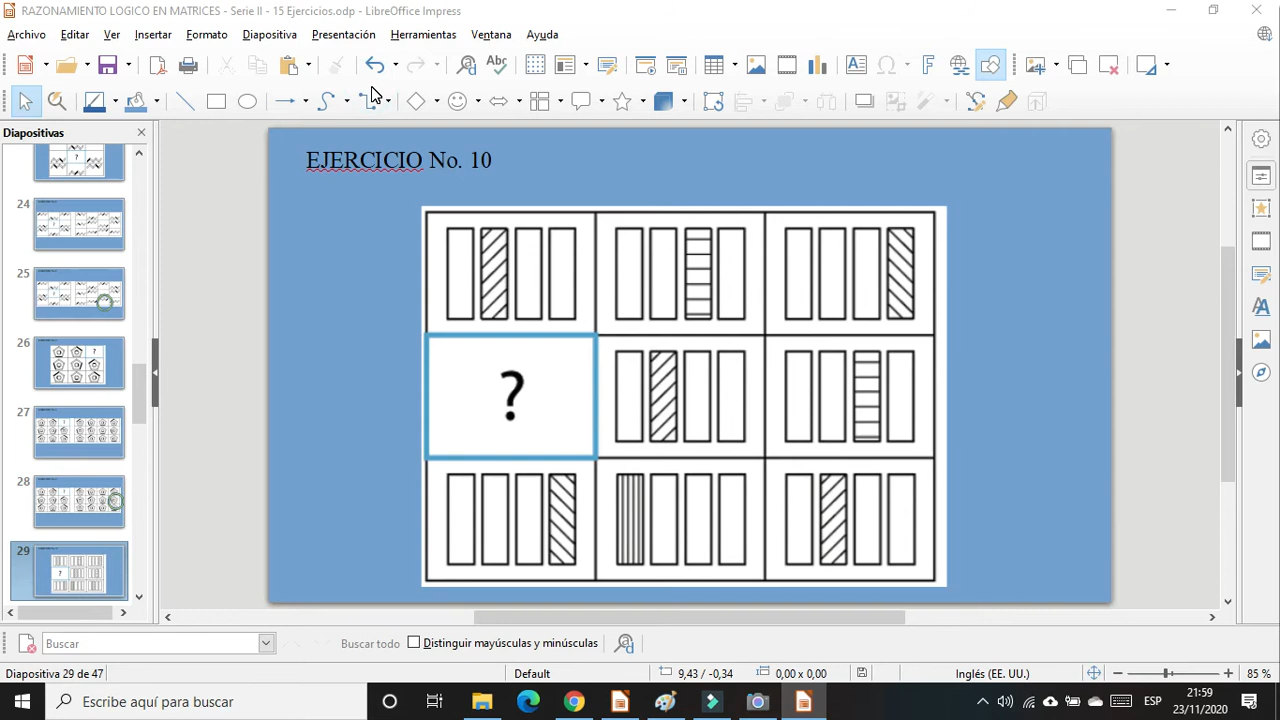 RAZONAMIENTO LOGICO EN MATRICES - Serie II - 15 Ejercicios.odp - LibreOffice Impress
Archivo Editar Ver Insertar Formato Diapositiva Presentación Herramientas Ventana Ayuda
Diapositivas
24
25
26
27
28
29
EJERCICIO No. 10
?
Buscar
Buscar todo
Distinguir mayúsculas y minúsculas
Diapositiva 29 de 47
Default
9,43 / -0,34
0,00 x 0,00
Inglés (EE. UU.)
85 %
Escribe aquí para buscar
ESP
21:59
23/11/2020